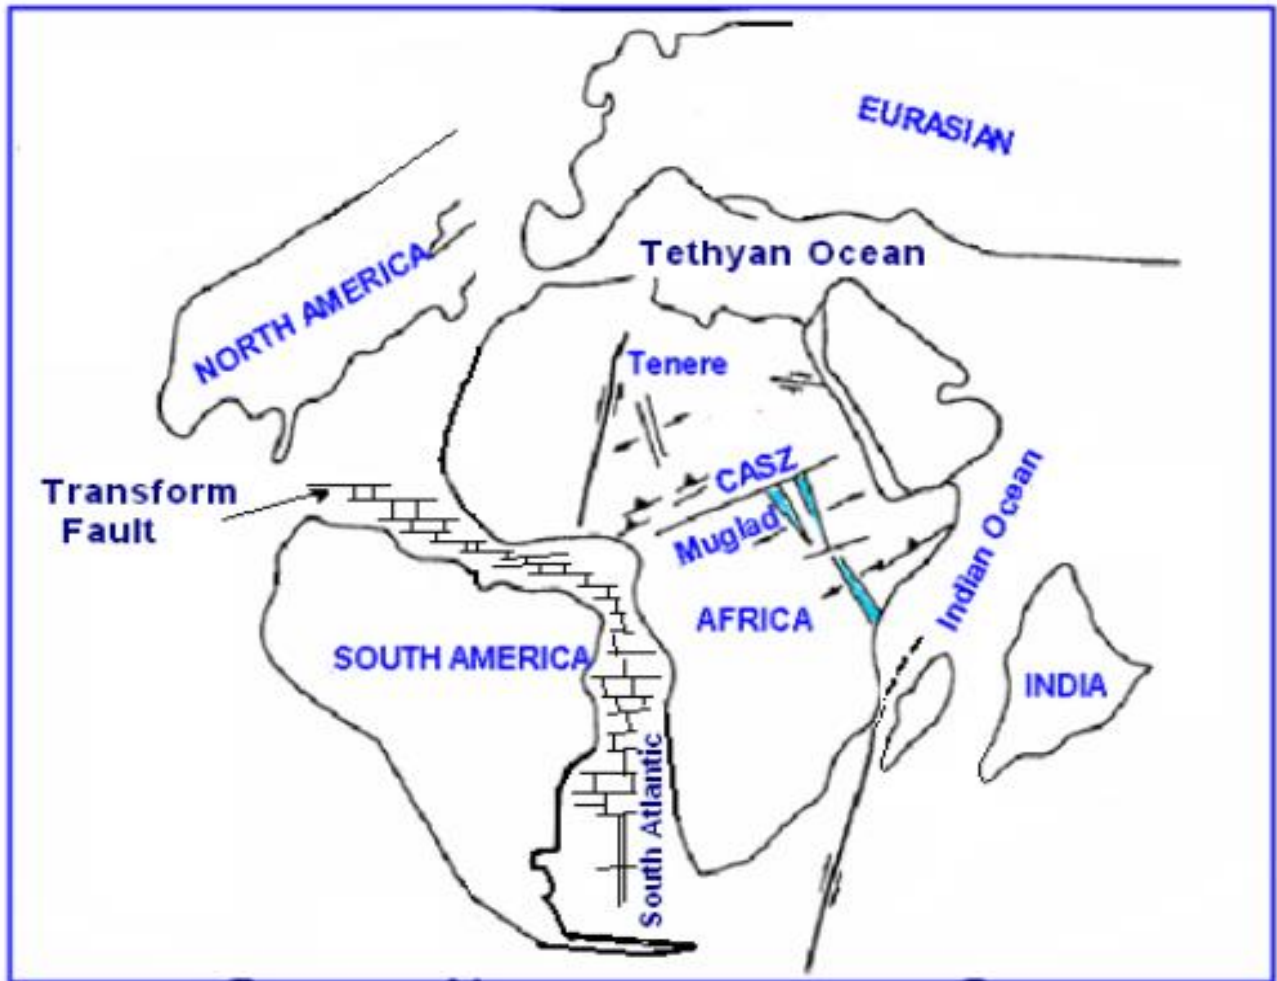 EURASIAN
Tethyan Ocean
NORTH AMERICA
Tenere
CASZ
Transform
Fault
Muglad
Indian Ocean
AFRICA
SOUTH AMERICA
INDIA
South Atlantic